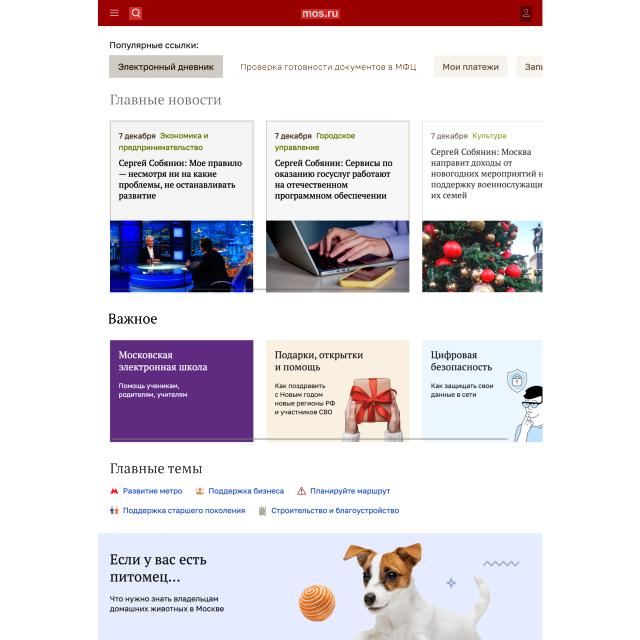 mos.ru
Популярные ссылки:
Электронный дневник
Проверка готовности документов в МФЦ
Мои платежи
Главные новости
7 декабря Экономика и
предпринимательство
Сергей Собянин: Мое правило
— несмотря ни на какие
проблемы, не останавливать
развитие
7 декабря Городское
управление
Сергей Собянин: Сервисы по
оказанию госуслуг работают
на отечественном
программном обеспечении
7 декабря Культура
Сергей Собянин: Москва
направит доходы от
новогодних мероприятий н
поддержку военнослужащи
их семей
Важное
Московская
электронная школа
Помощь ученикам,
родителям, учителям
Подарки, открытки
и помощь
Как поздравить
с Новым годом
новые регионы РФ
и участников СВО
Цифровая
безопасность
Как защищать свои
данные в сети
Главные темы
Развитие метро
Поддержка бизнеса
Планируйте маршрут
Поддержка старшего поколения
Строительство и благоустройство
Если у вас есть
питомец...
Что нужно знать владельцам
домашних животных в Москве